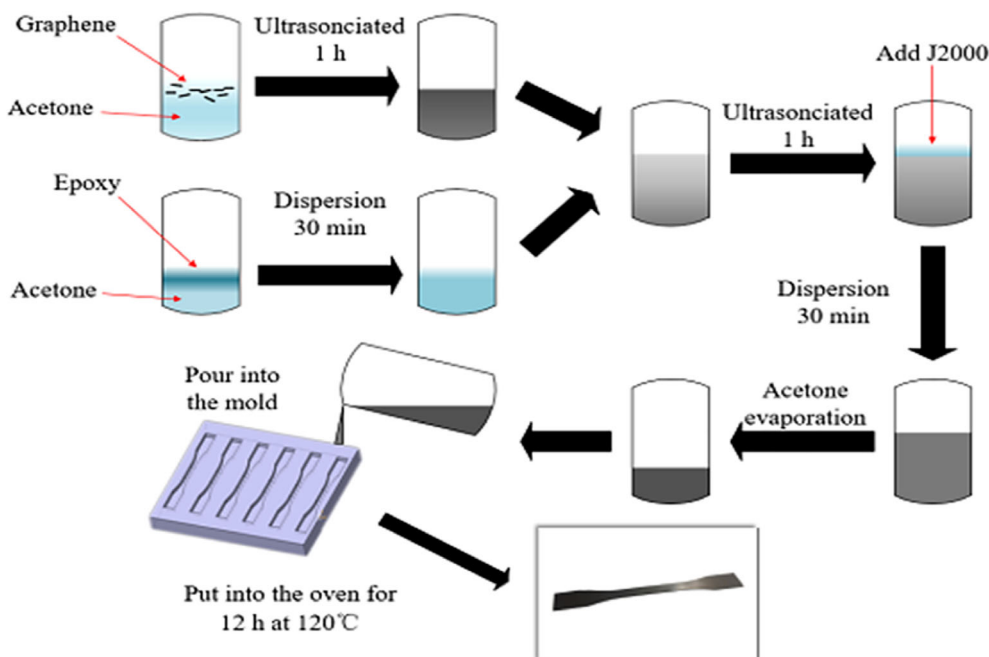 Graphene
Acetone
Ultrasonciated
1 h
Epoxy
Acetone
Dispersion
30 min
Ultrasonciated
1 h
Add J2000
Dispersion
30 min
Acetone
evaporation
Pour into
the mold
Put into the oven for
12 h at 120℃